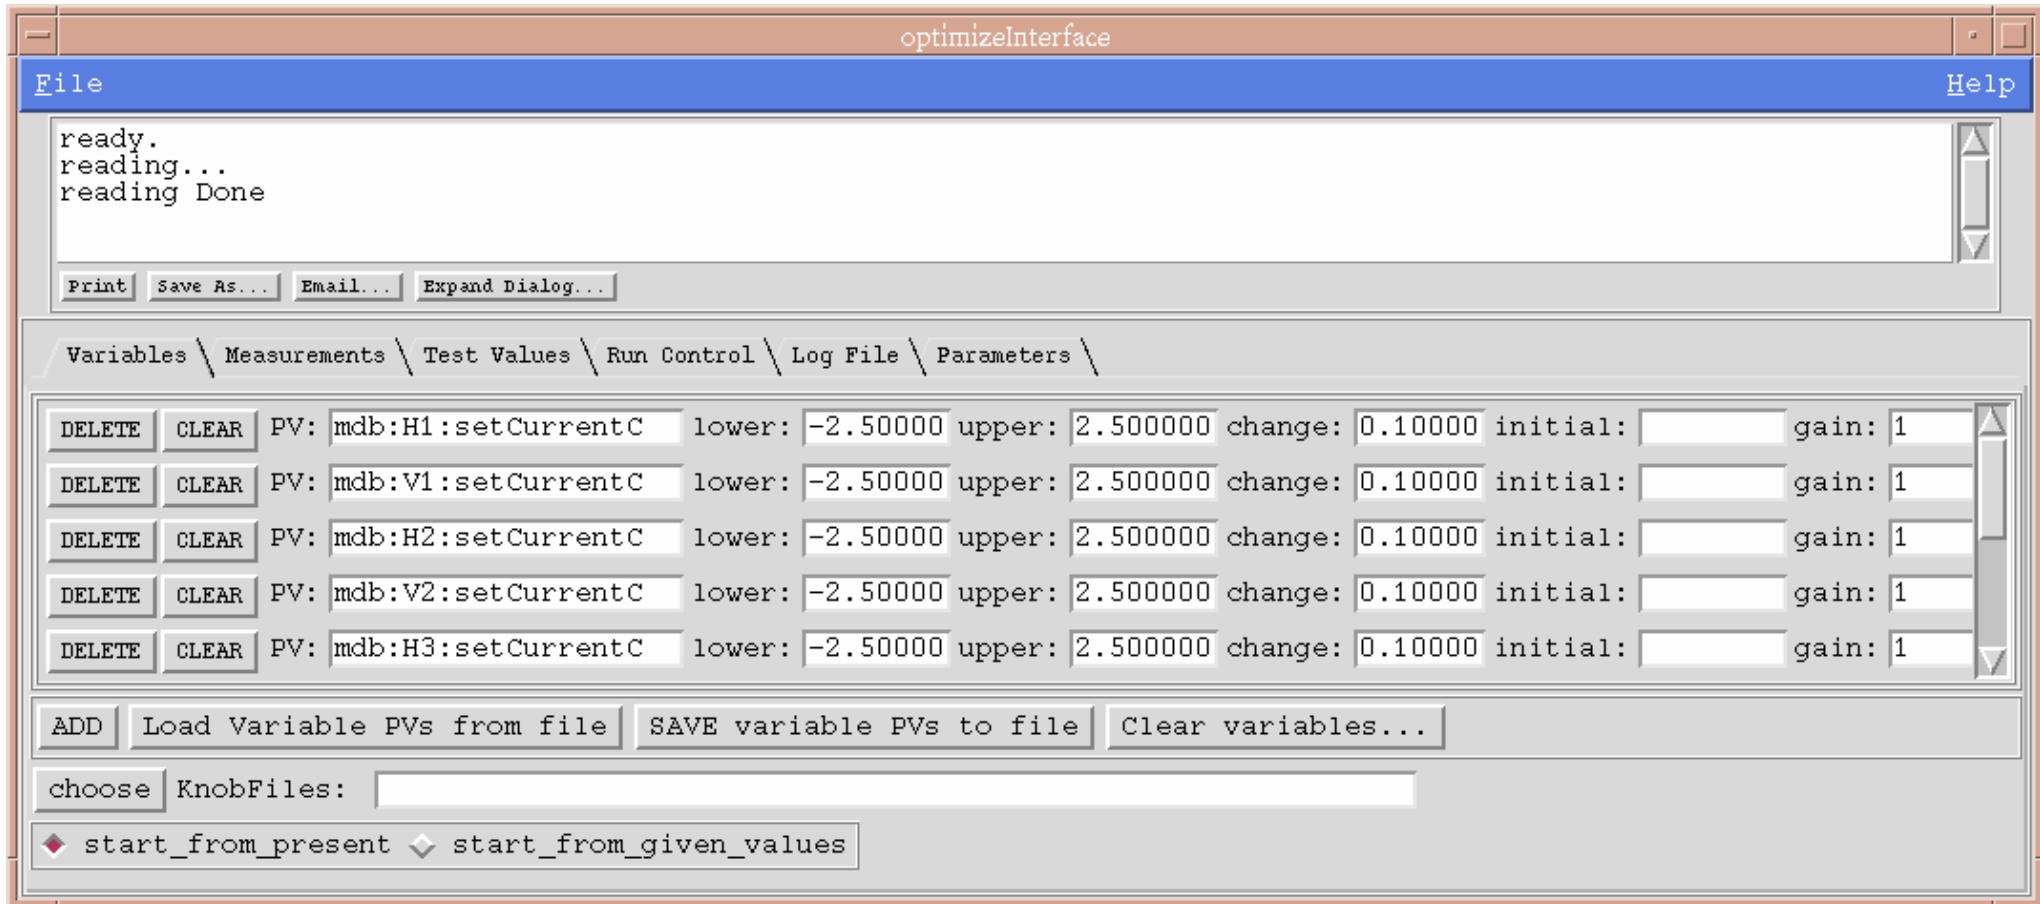 optimizeInterface
File Help
ready.
reading...
reading Done
Print Save As... Email... Expand Dialog...
Variables Measurements Test Values Run Control Log File Parameters
DELETE CLEAR PV: mdb:H1:setCurrentC lower: -2.50000 upper: 2.500000 change: 0.10000 initial: gain: 1
DELETE CLEAR PV: mdb:V1:setCurrentC lower: -2.50000 upper: 2.500000 change: 0.10000 initial: gain: 1
DELETE CLEAR PV: mdb:H2:setCurrentC lower: -2.50000 upper: 2.500000 change: 0.10000 initial: gain: 1
DELETE CLEAR PV: mdb:V2:setCurrentC lower: -2.50000 upper: 2.500000 change: 0.10000 initial: gain: 1
DELETE CLEAR PV: mdb:H3:setCurrentC lower: -2.50000 upper: 2.500000 change: 0.10000 initial: gain: 1
ADD Load Variable PVs from file SAVE variable PVs to file Clear variables...
choose KnobFiles:
start_from_present start_from_given_values